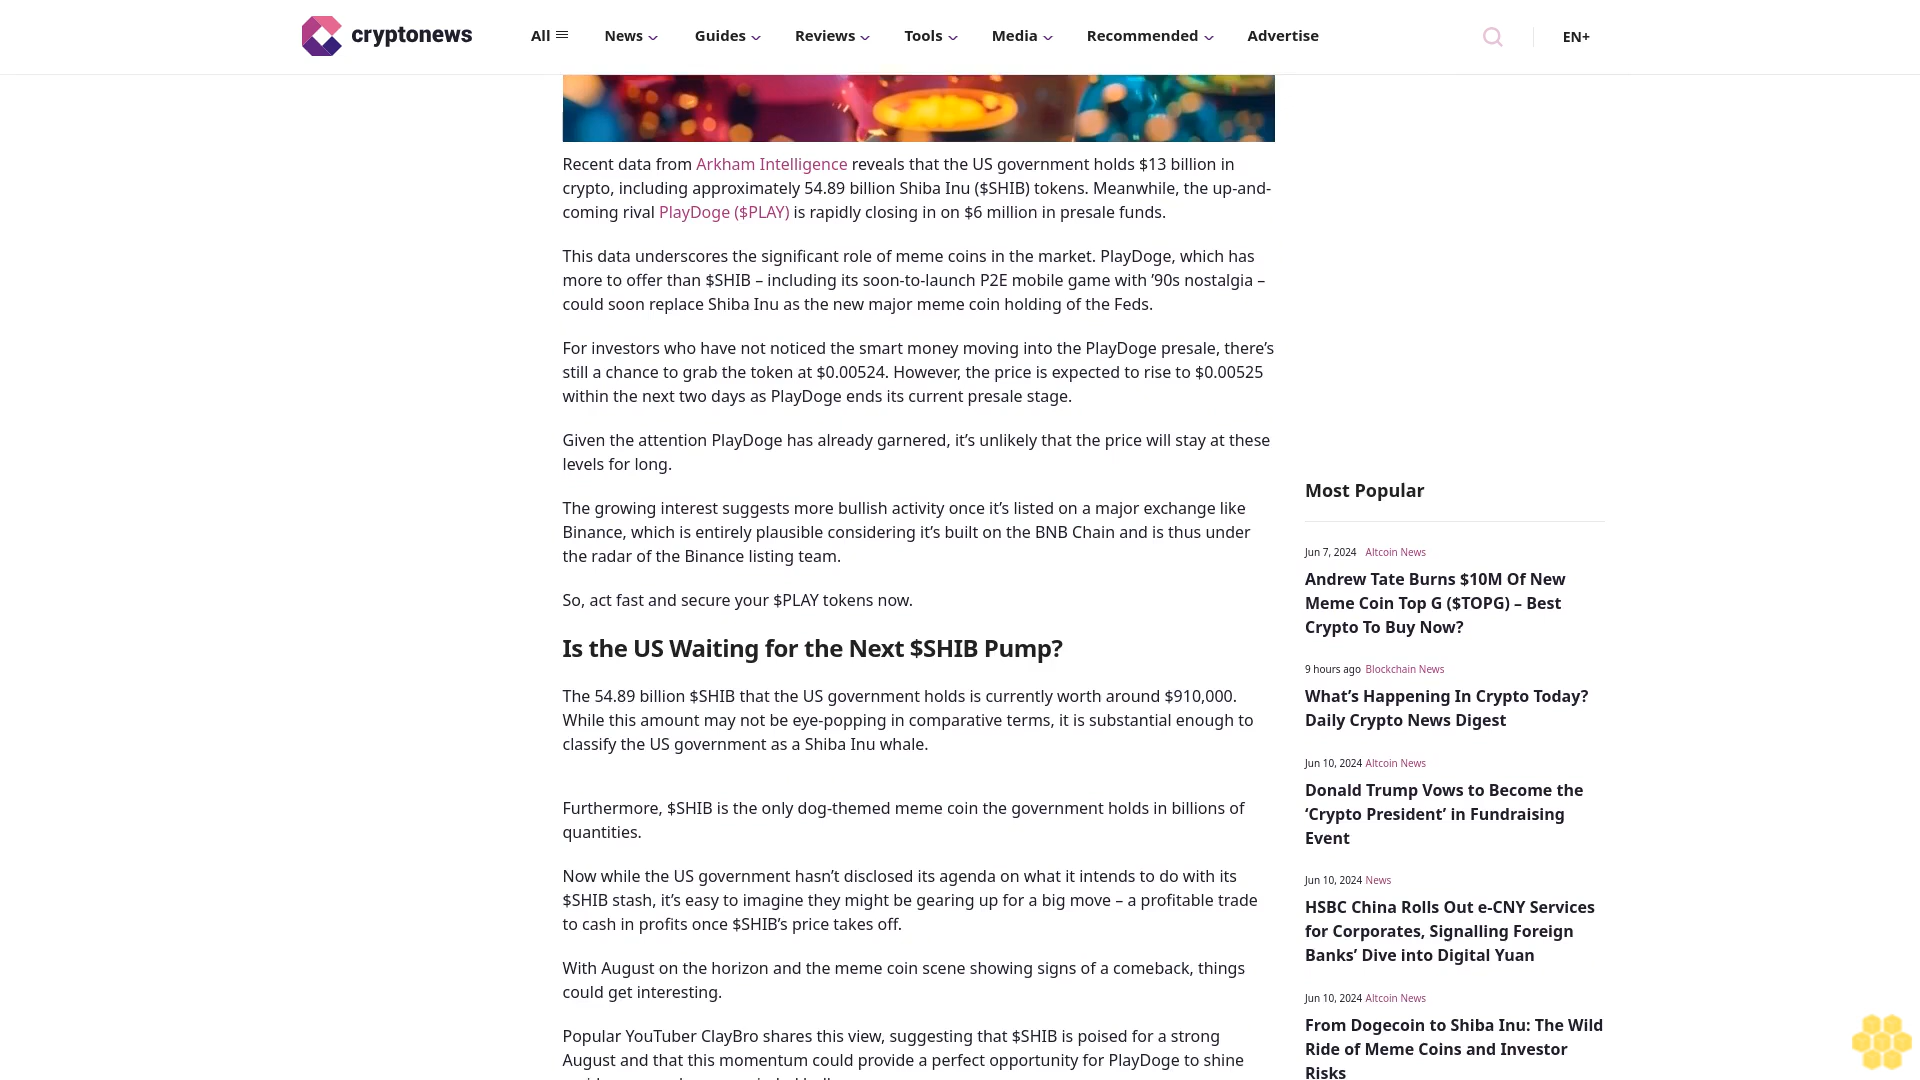 cryptonews
All
News
Guides
Reviews
Tools
Media
Recommended
Advertise
EN+
Recent data from Arkham Intelligence reveals that the US government holds $13 billion in
crypto, including approximately 54.89 billion Shiba Inu ($SHIB) tokens. Meanwhile, the up-and-
coming rival PlayDoge ($PLAY) is rapidly closing in on $6 million in presale funds.
This data underscores the significant role of meme coins in the market. PlayDoge, which has
more to offer than $SHIB – including its soon-to-launch P2E mobile game with ’90s nostalgia –
could soon replace Shiba Inu as the new major meme coin holding of the Feds.
For investors who have not noticed the smart money moving into the PlayDoge presale, there’s
still a chance to grab the token at $0.00524. However, the price is expected to rise to $0.00525
within the next two days as PlayDoge ends its current presale stage.
Given the attention PlayDoge has already garnered, it’s unlikely that the price will stay at these
levels for long.
The growing interest suggests more bullish activity once it’s listed on a major exchange like
Binance, which is entirely plausible considering it’s built on the BNB Chain and is thus under
the radar of the Binance listing team.
So, act fast and secure your $PLAY tokens now.
Is the US Waiting for the Next $SHIB Pump?
The 54.89 billion $SHIB that the US government holds is currently worth around $910,000.
While this amount may not be eye-popping in comparative terms, it is substantial enough to
classify the US government as a Shiba Inu whale.
Furthermore, $SHIB is the only dog-themed meme coin the government holds in billions of
quantities.
Now while the US government hasn’t disclosed its agenda on what it intends to do with its
$SHIB stash, it’s easy to imagine they might be gearing up for a big move – a profitable trade
to cash in profits once $SHIB’s price takes off.
With August on the horizon and the meme coin scene showing signs of a comeback, things
could get interesting.
Popular YouTuber ClayBro shares this view, suggesting that $SHIB is poised for a strong
August and that this momentum could provide a perfect opportunity for PlayDoge to shine
Most Popular
Jun 7, 2024 Altcoin News
Andrew Tate Burns $10M Of New
Meme Coin Top G ($TOPG) – Best
Crypto To Buy Now?
9 hours ago Blockchain News
What’s Happening In Crypto Today?
Daily Crypto News Digest
Jun 10, 2024 Altcoin News
Donald Trump Vows to Become the
‘Crypto President’ in Fundraising
Event
Jun 10, 2024 News
HSBC China Rolls Out e-CNY Services
for Corporates, Signalling Foreign
Banks’ Dive into Digital Yuan
Jun 10, 2024 Altcoin News
From Dogecoin to Shiba Inu: The Wild
Ride of Meme Coins and Investor
Risks